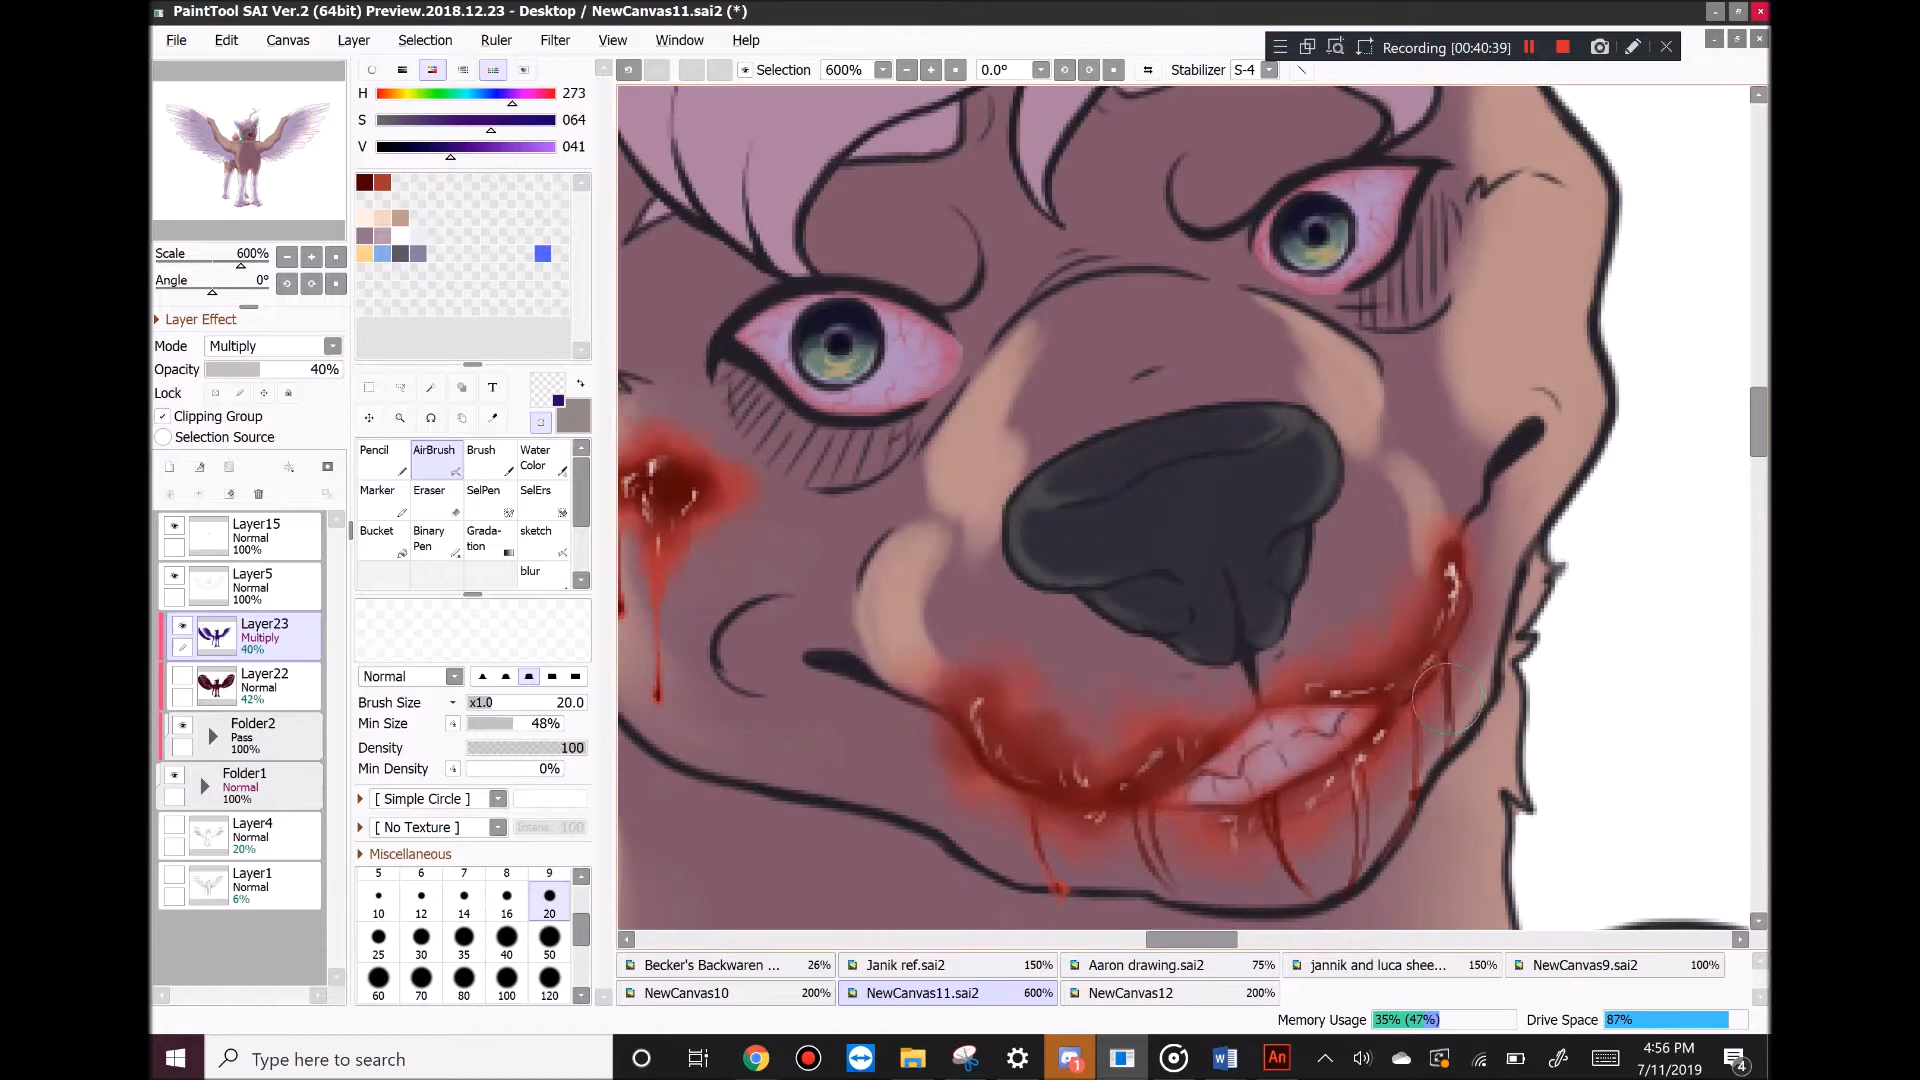 PaintTool SAI Ver.2 (64bit) Preview.2018.12.23 - Desktop / NewCanvas11.sai2 (*)
File Edit Canvas Layer Selection Ruler Filter View Window Help
Recording [00:40:39]
Selection 600% 0.0° Stabilizer S-4
H 273
S 064
V 041
Scale 600%
Angle 0°
Layer Effect
Mode Multiply
Opacity 40%
Lock
Clipping Group
Selection Source
Layer15
Normal
100%
Layer5
Normal
100%
Layer23
Multiply
40%
Layer22
Normal
42%
Folder2
Pass
100%
Folder1
Normal
100%
Layer4
Normal
20%
Layer1
Normal
6%
T
Pencil AirBrush Brush Water Color
Marker Eraser SelPen SelErs
Bucket Binary Pen Grada-tion sketch
blur
Normal
Brush Size x1.0 20.0
Min Size 48%
Density 100
Min Density 0%
[ Simple Circle ]
[ No Texture ] Intens: 100
Miscellaneous
5 6 7 8 9
10 12 14 16 20
25 30 35 40 50
60 70 80 100 120
Becker's Backwaren ... 26% Janik ref.sai2 150% Aaron drawing.sai2 75% jannik and luca shee... 150% NewCanvas9.sai2 100%
NewCanvas10 200% NewCanvas11.sai2 600% NewCanvas12 200%
Memory Usage 35% (47%) Drive Space 87%
Type here to search
1
W
An
4:56 PM
7/11/2019
4